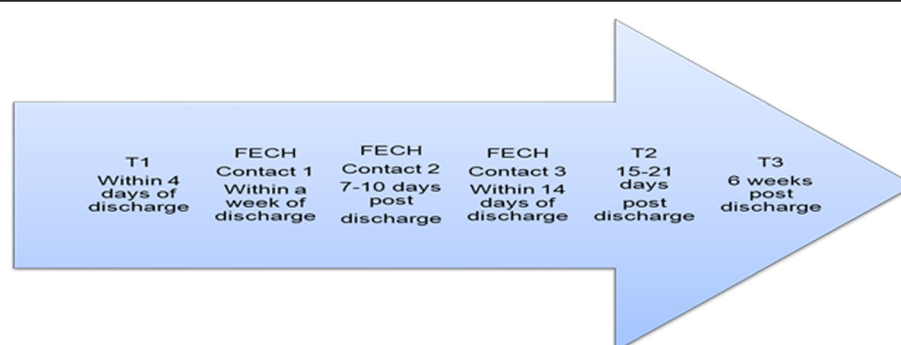 T1
Within 4
days of
discharge
FECH
Contact 1
Within a
week of
discharge
FECH
Contact 2
7-10 days
post
discharge
FECH
Contact 3
Within 14
days of
discharge
T2
15-21
days
post
discharge
T3
6 weeks
post
discharge